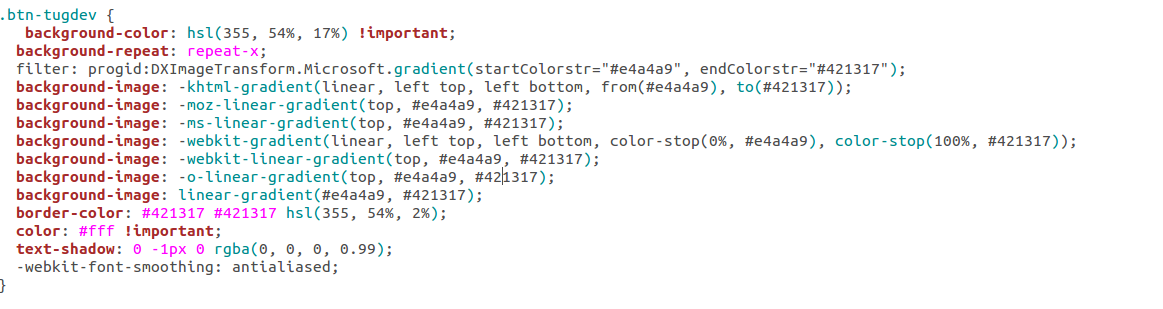 .btn-tugdev {
background-color: hsl(355, 54%, 17%) !important;
background-repeat: repeat-x;
filter: progid:DXImageTransform.Microsoft.gradient(startColorstr="#e4a4a9", endColorstr="#421317");
background-image: -khtml-gradient(linear, left top, left bottom, from(#e4a4a9), to(#421317));
background-image: -moz-linear-gradient(top, #e4a4a9, #421317);
background-image: -ms-linear-gradient(top, #e4a4a9, #421317);
background-image: -webkit-gradient(linear, left top, left bottom, color-stop(0%, #e4a4a9), color-stop(100%, #421317));
background-image: -webkit-linear-gradient(top, #e4a4a9, #421317);
background-image: -o-linear-gradient(top, #e4a4a9, #421317);
background-image: linear-gradient(#e4a4a9, #421317);
border-color: #421317 #421317 hsl(355, 54%, 2%);
color: #fff !important;
text-shadow: 0 -1px 0 rgba(0, 0, 0, 0.99);
-webkit-font-smoothing: antialiased;
}